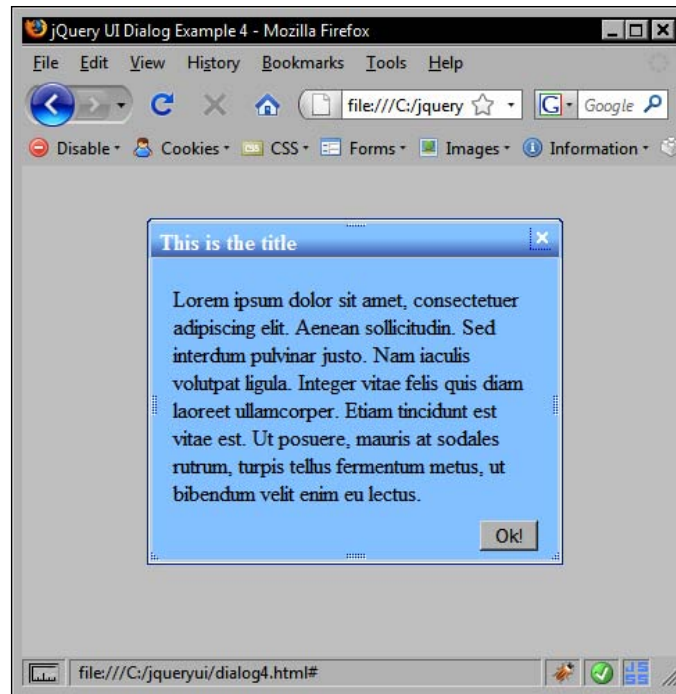 jQuery UI Dialog Example 4 - Mozilla Firefox
File Edit View History Bookmarks Tools Help
file:///C:/jquery G Google
Disable Cookies CSS Forms Images Information
This is the title
Lorem ipsum dolor sit amet, consectetuer
adipiscing elit. Aenean sollicitudin. Sed
interdum pulvinar justo. Nam iaculis
volutpat ligula. Integer vitae felis quis diam
laoreet ullamcorper. Etiam tincidunt est
vitae est. Ut posuere, mauris at sodales
rutrum, turpis tellus fermentum metus, ut
bibendum velit enim eu lectus.
Ok!
file:///C:/jqueryui/dialog4.html#